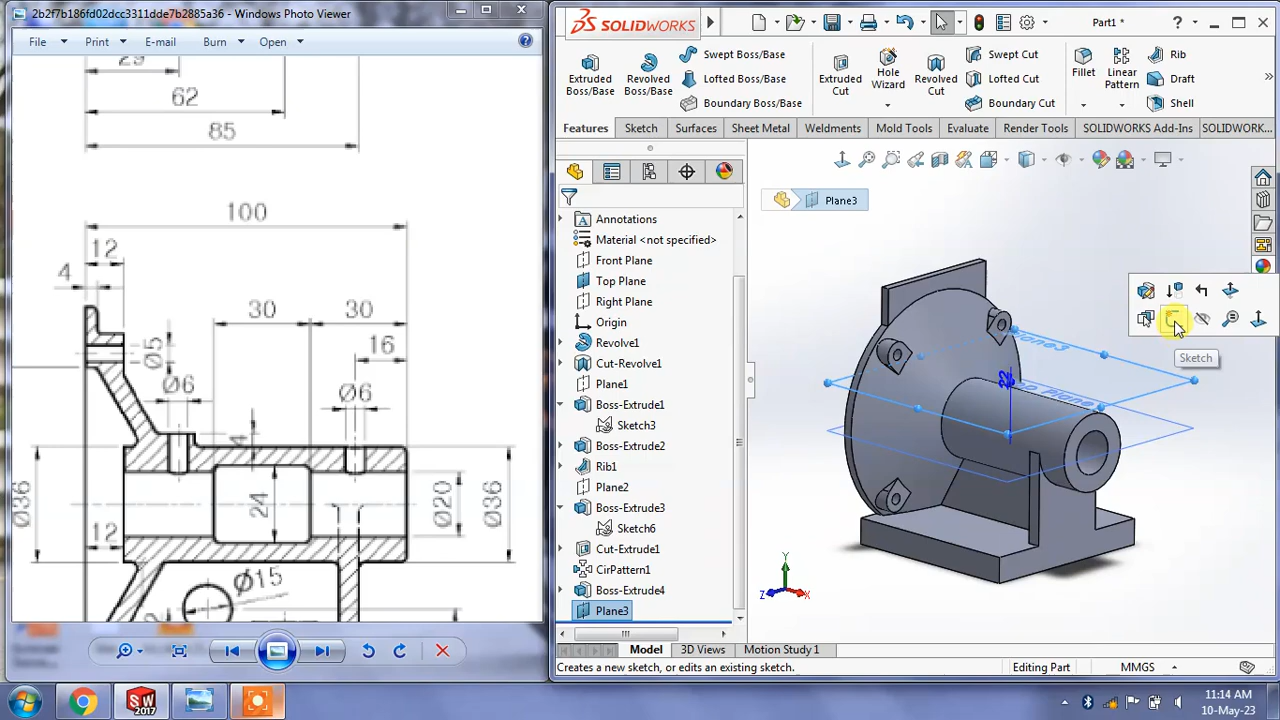 2b2f7b186fd02dcc3311dde7b2885a36 - Windows Photo Viewer
File Print E-mail Burn Open
29
62
85
100
12
4
30 30
16
Ø5
Ø6
Ø6
4
Ø36
24
Ø20
Ø36
12
Ø15
SOLIDWORKS
Part1 *
Extruded Boss/Base
Revolved Boss/Base
Swept Boss/Base
Lofted Boss/Base
Boundary Boss/Base
Extruded Cut
Hole Wizard
Revolved Cut
Swept Cut
Lofted Cut
Boundary Cut
Fillet
Linear Pattern
Rib
Draft
Shell
Features Sketch Surfaces Sheet Metal Weldments Mold Tools Evaluate Render Tools SOLIDWORKS Add-Ins SOLIDWORK...
Plane3
Annotations
Material <not specified>
Front Plane
Top Plane
Right Plane
Origin
Revolve1
Cut-Revolve1
Plane1
Boss-Extrude1
Sketch3
Boss-Extrude2
Rib1
Plane2
Boss-Extrude3
Sketch6
Cut-Extrude1
CirPattern1
Boss-Extrude4
Plane3
Sketch
22
Y
Z
X
Model 3D Views Motion Study 1
Creates a new sketch, or edits an existing sketch.
Editing Part
MMGS
SW
2017
11:14 AM
10-May-23